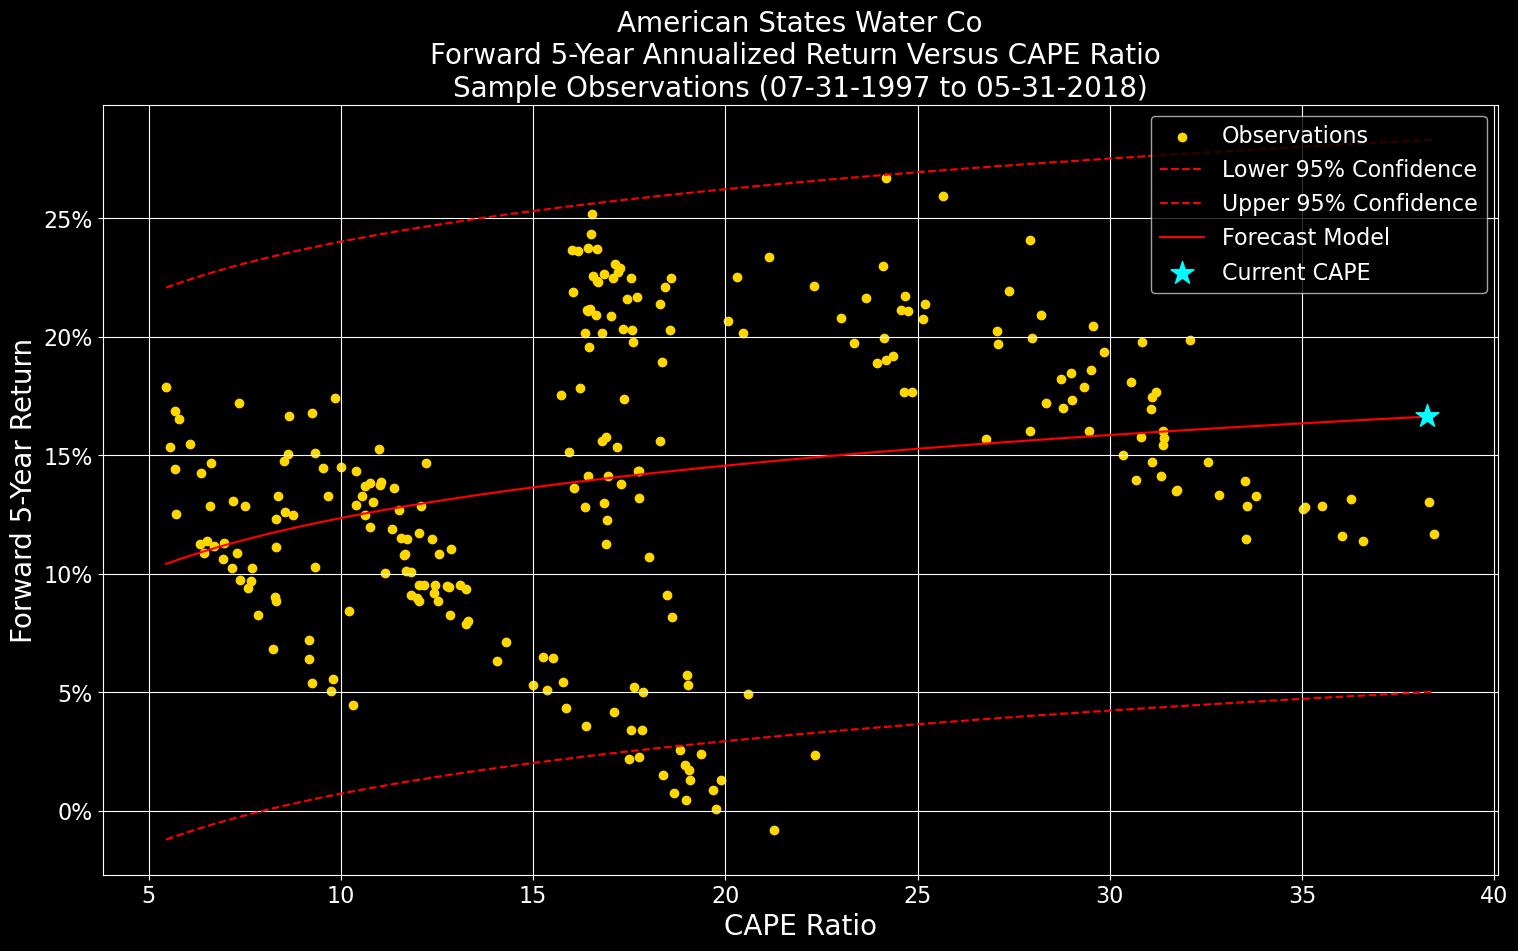 American States Water Co
Forward 5-Year Annualized Return Versus CAPE Ratio
Sample Observations (07-31-1997 to 05-31-2018)
Observations
Lower 95% Confidence
Upper 95% Confidence
Forecast Model
Current CAPE
Forward 5-Year Return
25%
20%
15%
10%
5%
0%
5 10 15 20 25 30 35 40
CAPE Ratio